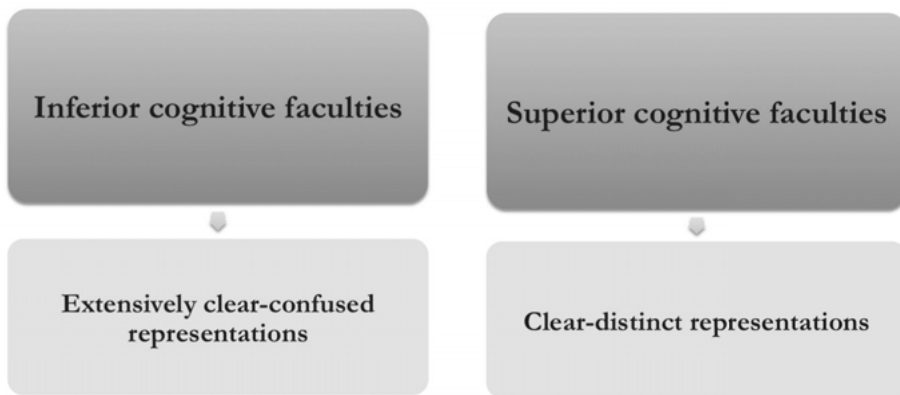 Inferior cognitive faculties
Superior cognitive faculties
Extensively clear-confused
representations
Clear-distinct representations